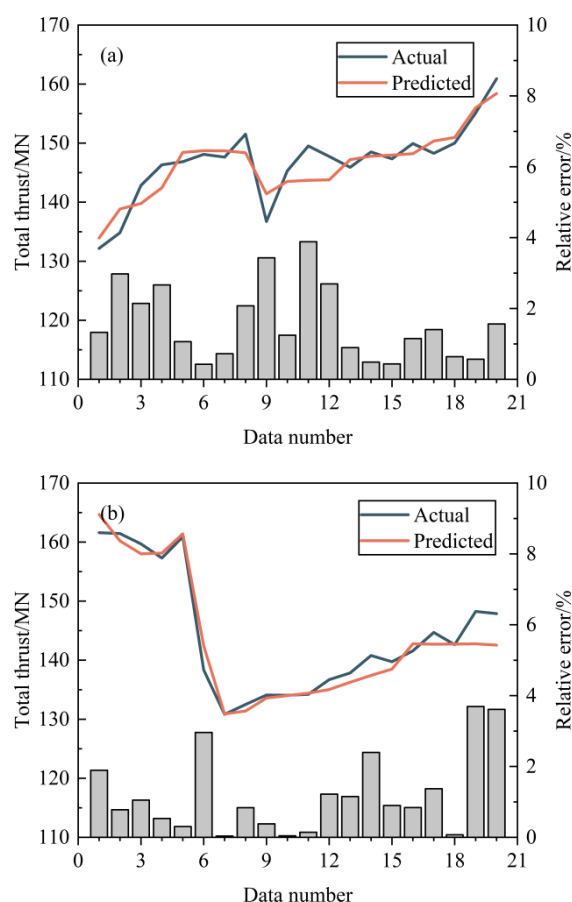 (a)
Actual
Predicted
Total thrust/MN
170
160
150
140
130
120
110
Relative error/%
10
8
6
4
2
0
0 3 6 9 12 15 18 21
Data number
(b)
Actual
Predicted
Total thrust/MN
170
160
150
140
130
120
110
Relative error/%
10
8
6
4
2
0
0 3 6 9 12 15 18 21
Data number